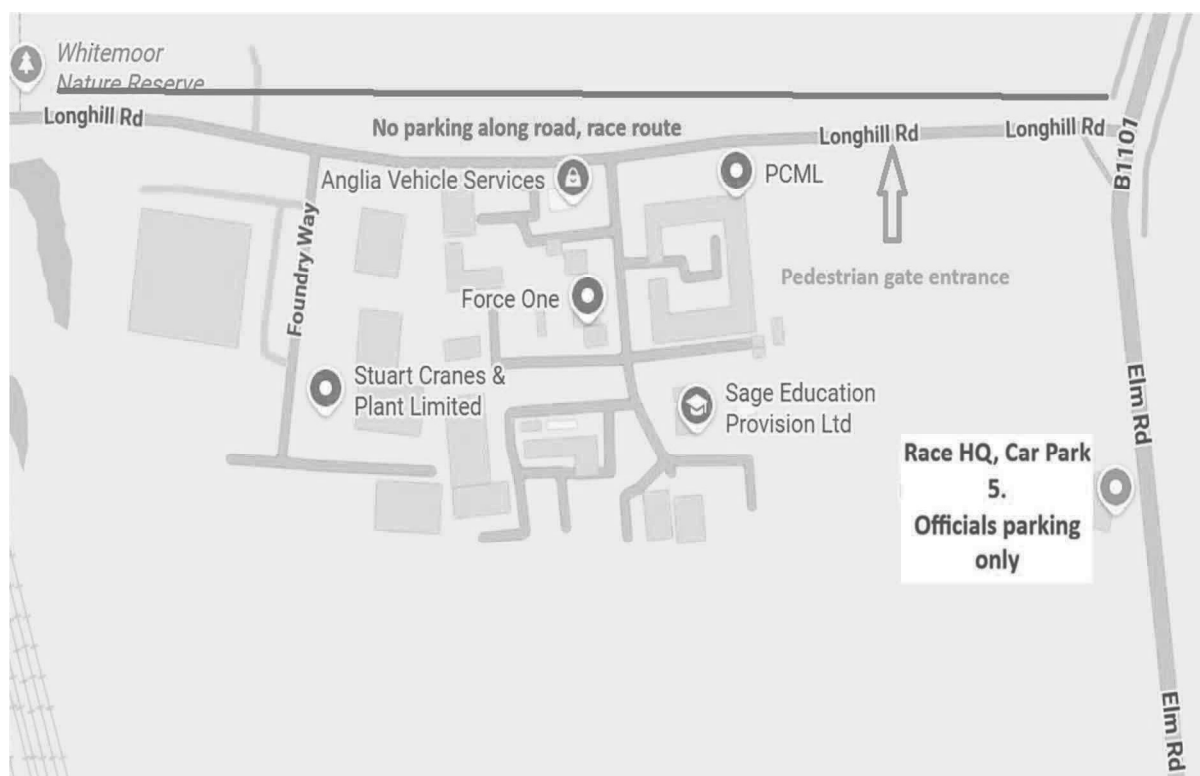 Whitemoor
Nature Reserve
Longhill Rd
No parking along road, race route
Longhill Rd
Longhill Rd
B1101
Anglia Vehicle Services
PCML
Foundry Way
Pedestrian gate entrance
Force One
Stuart Cranes &
Plant Limited
Sage Education
Provision Ltd
Elm Rd
Race HQ, Car Park
5.
Officials parking
only
Elm Rd